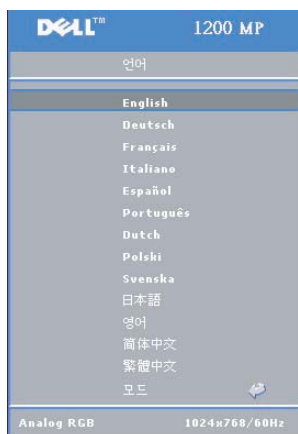 DELL™ 1200 MP
언어
English
Deutsch
Français
Italiano
Español
Português
Dutch
Polski
Svenska
日本語
영어
简体中文
繁體中文
모드
Analog RGB 1024x768/60Hz